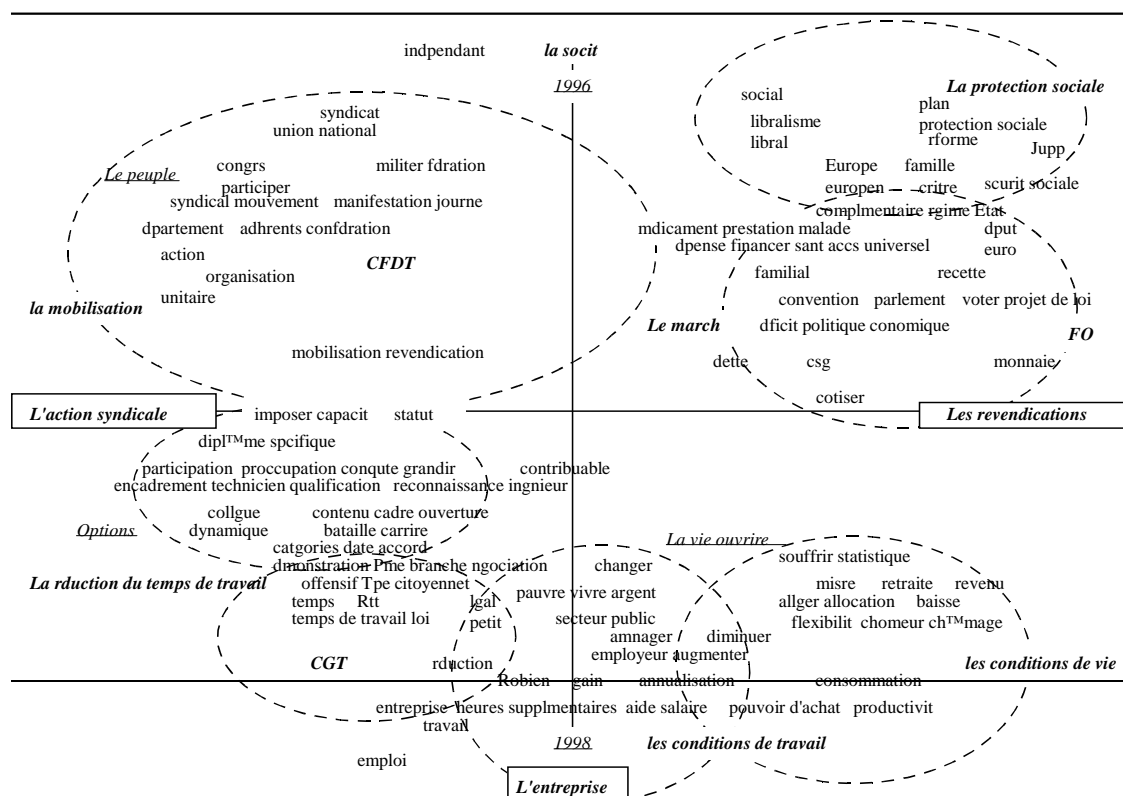 indpendant la socit
1996
La protection sociale
social plan
syndicat
libralisme protection sociale
union national
libral rforme
Jupp
congrs militer fdration Europe famille
Le peuple
participer europen critre scurit sociale
syndical mouvement manifestation journe
complmentaire rgime Etat
dpartement adhrents confdration mdicament prestation malade dput
dpense financer sant accs universel euro
action
CFDT
organisation familial recette
unitaire convention parlement voter projet de loi
la mobilisation
Le march dficit politique conomique FO
mobilisation revendication
dette csg monnaie
cotiser
L'action syndicale imposer capacit statut Les revendications
dipl™me spcifique
participation proccupation conqute grandir contribuable
encadrement technicien qualification reconnaissance ingnieur
collgue contenu cadre ouverture
Options dynamique bataille carrire
La vie ouvrire
catgories date accord souffrir statistique
dmonstration Pme branche ngociation changer
La rduction du temps de travail offensif Tpe citoyennet misre retraite revenu
pauvre vivre argent
temps Rtt lgal allger allocation baisse
temps de travail loi petit secteur public flexibilit chomeur ch™mage
amnager diminuer
employeur augmenter
CGT rduction les conditions de vie
Robien gain annualisation consommation
entreprise heures supplmentaires aide salaire pouvoir d'achat productivit
travail
1998 les conditions de travail
emploi
L'entreprise